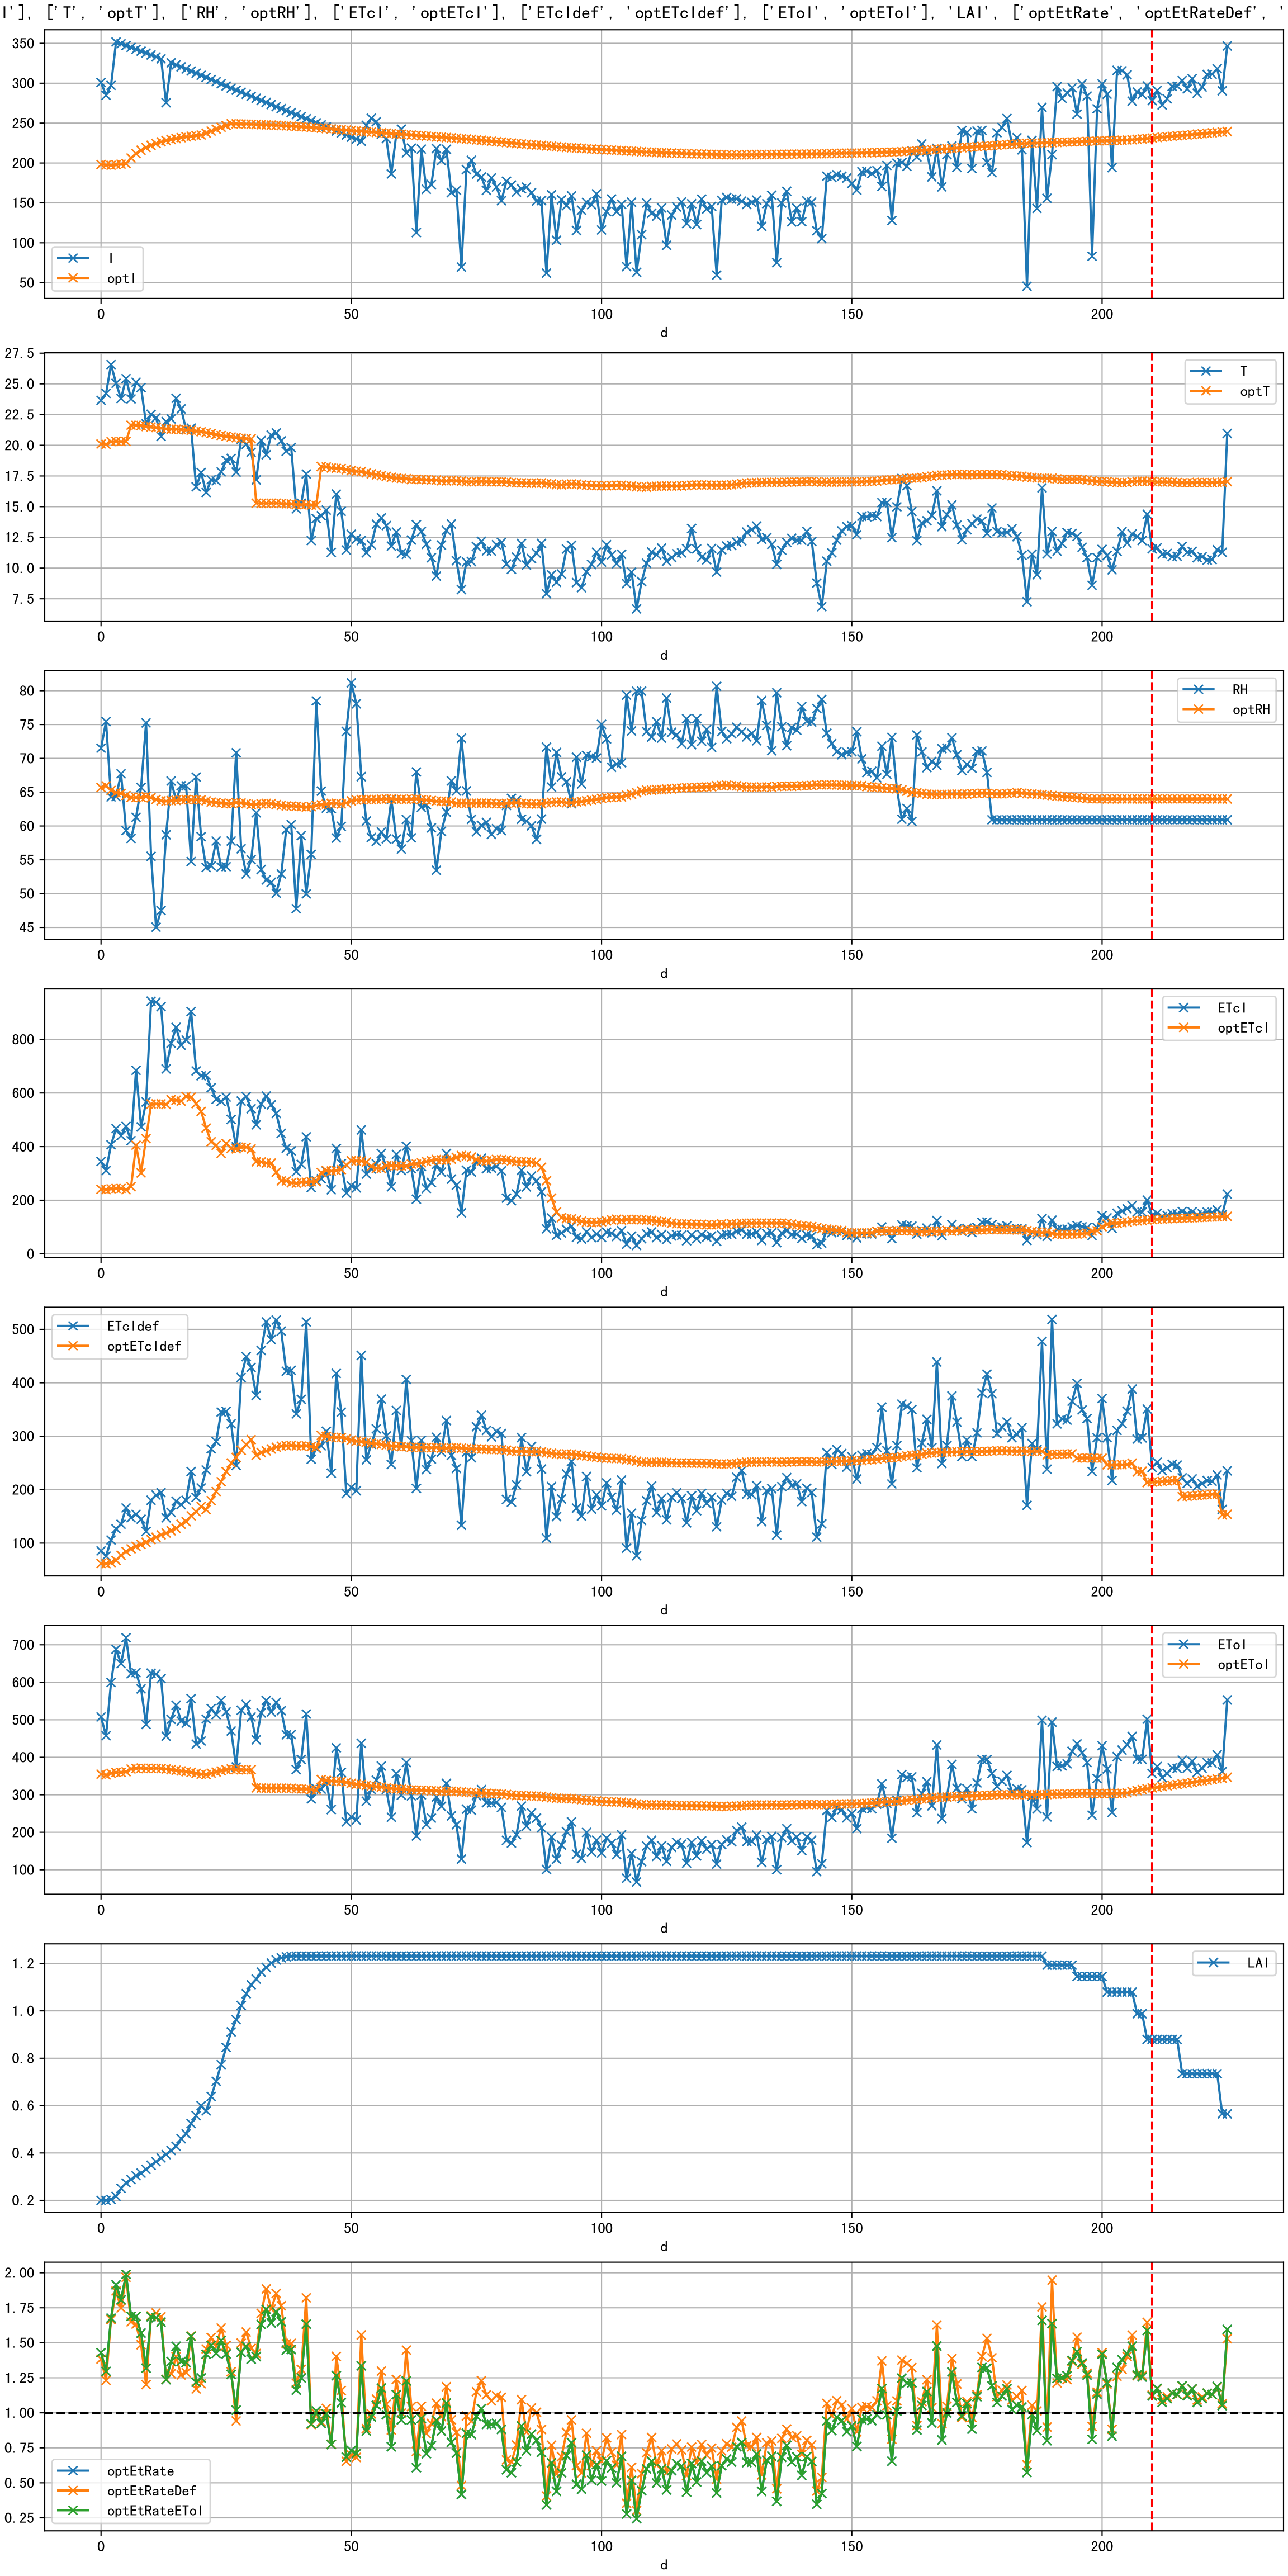 I'], ['T', 'optT'], ['RH', 'optRH'], ['ETcI', 'optETcI'], ['ETcIdef', 'optETcIdef'], ['EToI', 'optEToI'], 'LAI', ['optEtRate', 'optEtRateDef', '
350
300
250
200
150
100
50
I
optI
0 50 100 150 200
d
27.5
25.0
22.5
20.0
17.5
15.0
12.5
10.0
7.5
T
optT
0 50 100 150 200
d
80
75
70
65
60
55
50
45
RH
optRH
0 50 100 150 200
d
800
600
400
200
0
ETcI
optETcI
0 50 100 150 200
d
500
400
300
200
100
ETcIdef
optETcIdef
0 50 100 150 200
d
700
600
500
400
300
200
100
EToI
optEToI
0 50 100 150 200
d
1.2
1.0
0.8
0.6
0.4
0.2
LAI
0 50 100 150 200
d
2.00
1.75
1.50
1.25
1.00
0.75
0.50
0.25
optEtRate
optEtRateDef
optEtRateEToI
0 50 100 150 200
d